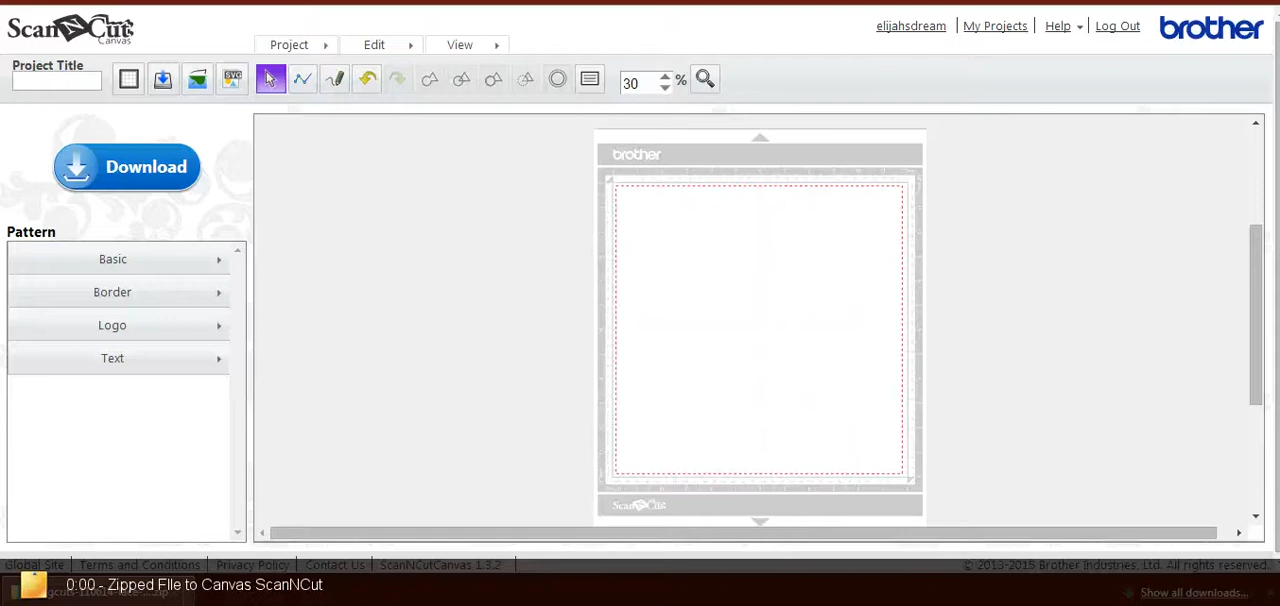 ScanNCut
Canvas
Project
Edit
View
elijahsdream
My Projects
Help
Log Out
brother
Project Title
SVG
30
%
Download
brother
Pattern
Basic
Border
Logo
Text
ScanNCut
Global Site
Terms and Conditions
Privacy Policy
Contact Us
ScanNCutCanvas 1.3.2
© 2013-2015 Brother Industries, Ltd. All rights reserved.
0:00 - Zipped FIle to Canvas ScanNCut
Show all downloads...